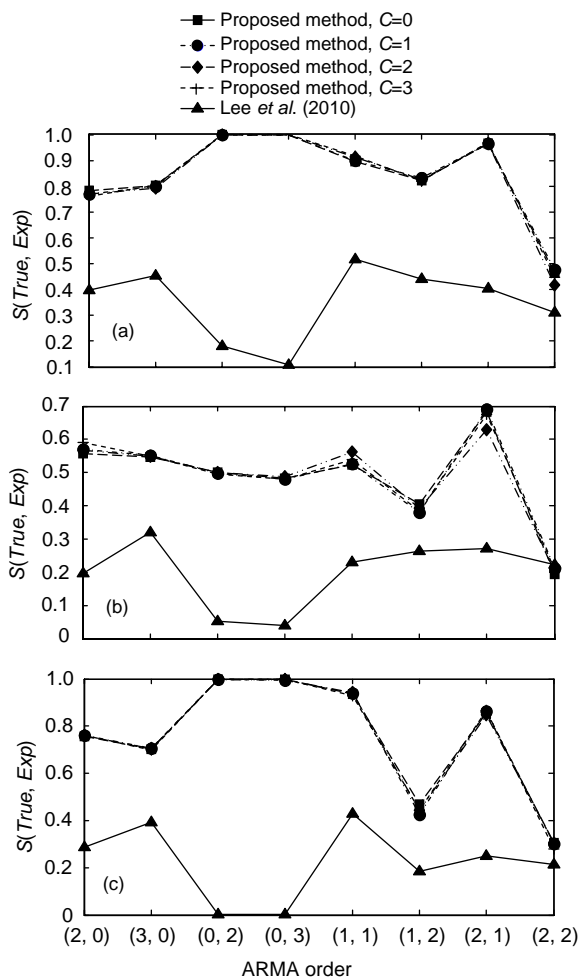 Proposed method, C=0
Proposed method, C=1
Proposed method, C=2
Proposed method, C=3
Lee et al. (2010)
1.0
0.9
0.8
0.7
0.6
0.5
0.4
0.3
0.2
0.1
S(True, Exp)
(a)
0.7
0.6
0.5
0.4
0.3
0.2
0.1
0
S(True, Exp)
(b)
1.0
0.8
0.6
0.4
0.2
0
S(True, Exp)
(c)
(2, 0) (3, 0) (0, 2) (0, 3) (1, 1) (1, 2) (2, 1) (2, 2)
ARMA order